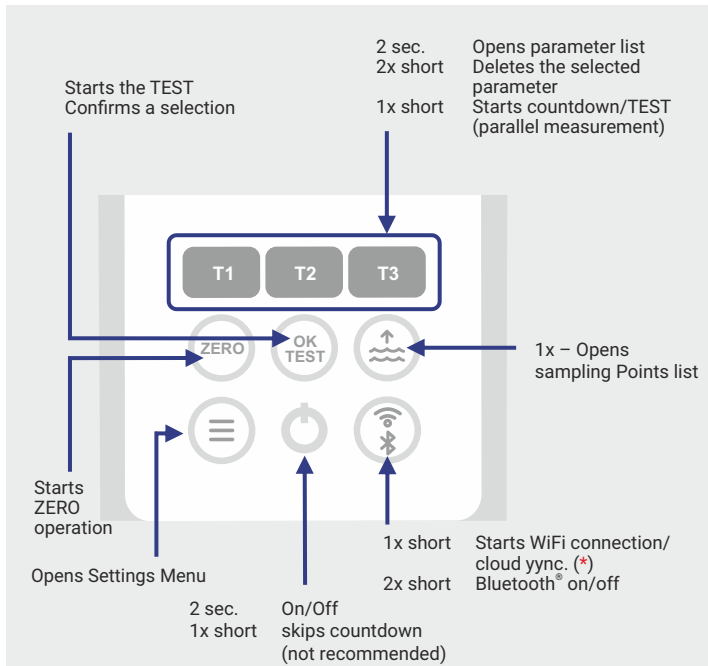 2 sec. Opens parameter list
2x short Deletes the selected
parameter
1x short Starts countdown/TEST
(parallel measurement)
Starts the TEST
Confirms a selection
T1 T2 T3
ZERO
OK
TEST
1x – Opens
sampling Points list
Starts
ZERO
operation
Opens Settings Menu
1x short Starts WiFi connection/
cloud yync. (*)
2x short Bluetooth® on/off
2 sec. On/Off
1x short skips countdown
(not recommended)